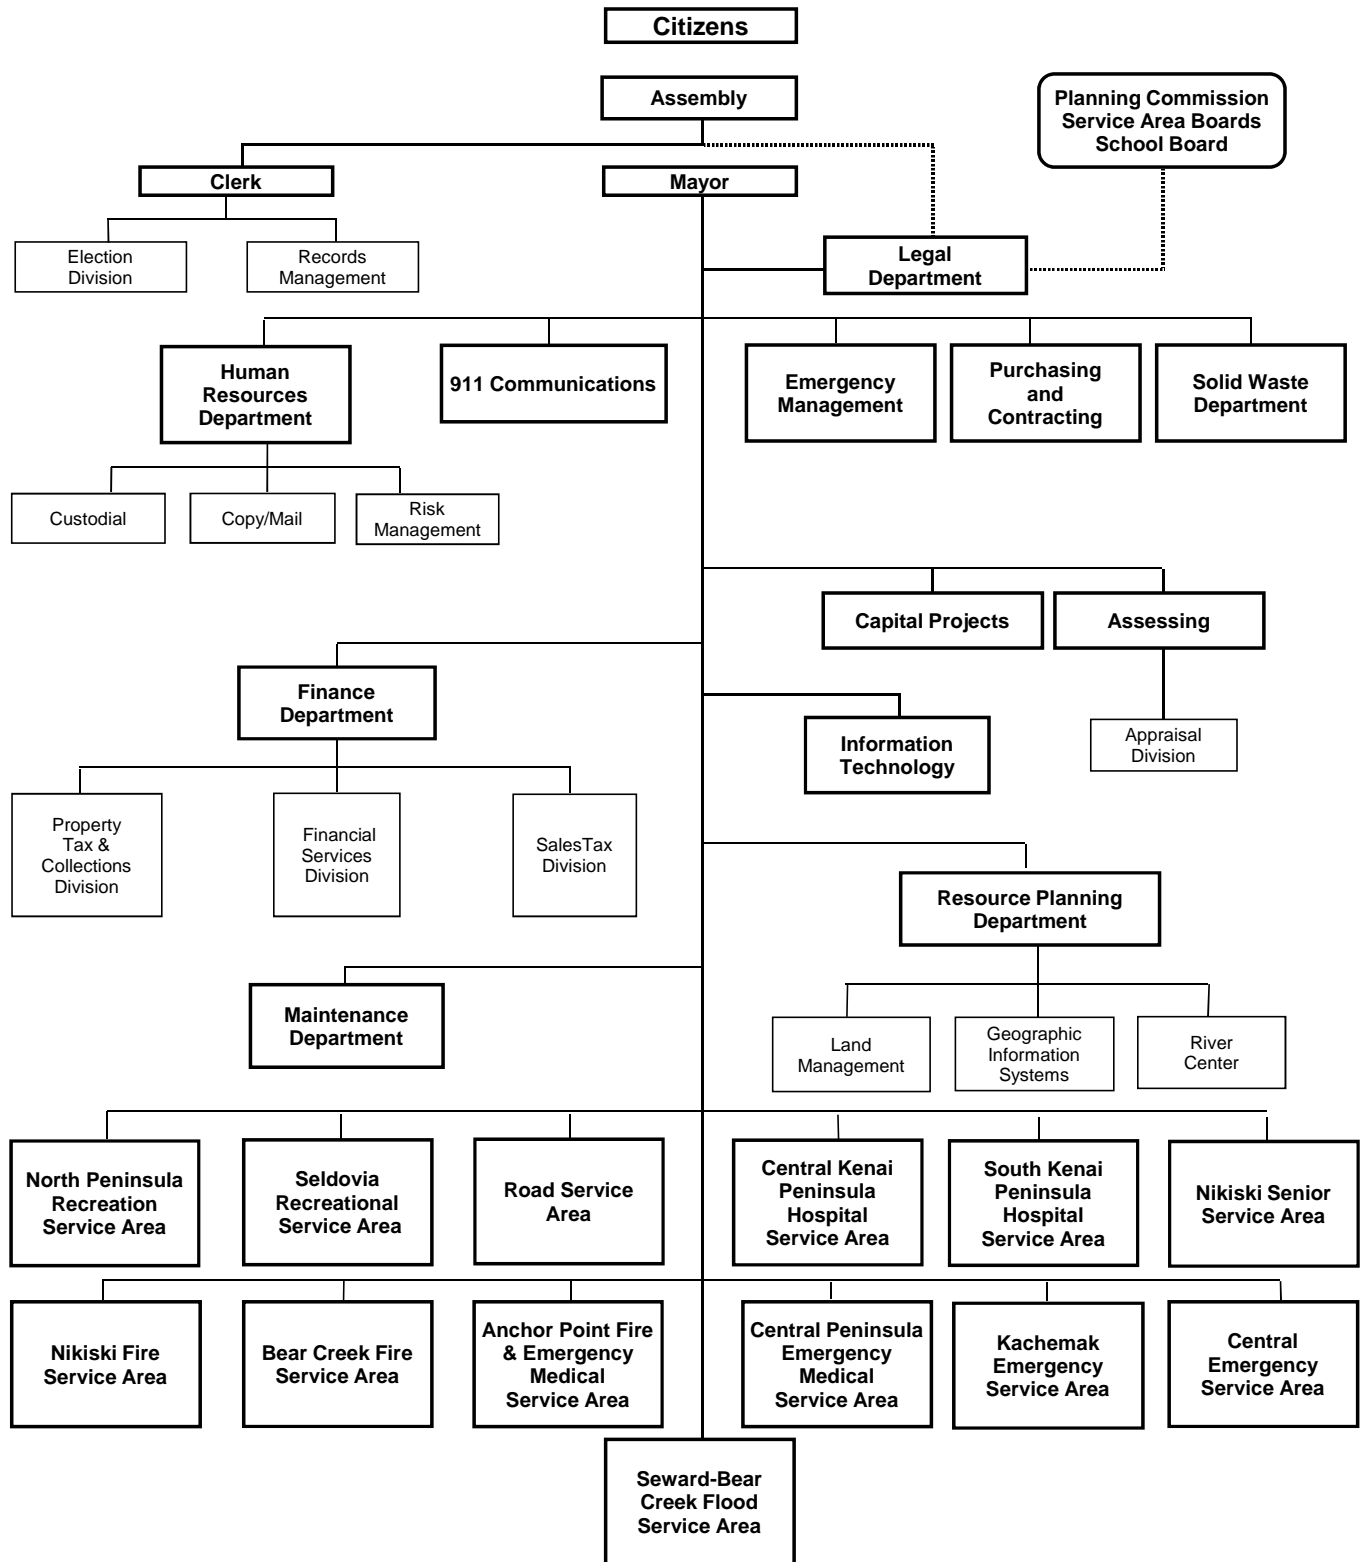 Citizens
Assembly
Planning Commission
Service Area Boards
School Board
Clerk
Mayor
Election
Division
Records
Management
Legal
Department
Human
Resources
Department
911 Communications
Emergency
Management
Purchasing
and
Contracting
Solid Waste
Department
Custodial
Copy/Mail
Risk
Management
Capital Projects
Assessing
Finance
Department
Information
Technology
Appraisal
Division
Property
Tax &
Collections
Division
Financial
Services
Division
SalesTax
Division
Resource Planning
Department
Maintenance
Department
Land
Management
Geographic
Information
Systems
River
Center
North Peninsula
Recreation
Service Area
Seldovia
Recreational
Service Area
Road Service
Area
Central Kenai
Peninsula
Hospital
Service Area
South Kenai
Peninsula
Hospital
Service Area
Nikiski Senior
Service Area
Nikiski Fire
Service Area
Bear Creek Fire
Service Area
Anchor Point Fire
& Emergency
Medical
Service Area
Central Peninsula
Emergency
Medical
Service Area
Kachemak
Emergency
Service Area
Central
Emergency
Service Area
Seward-Bear
Creek Flood
Service Area